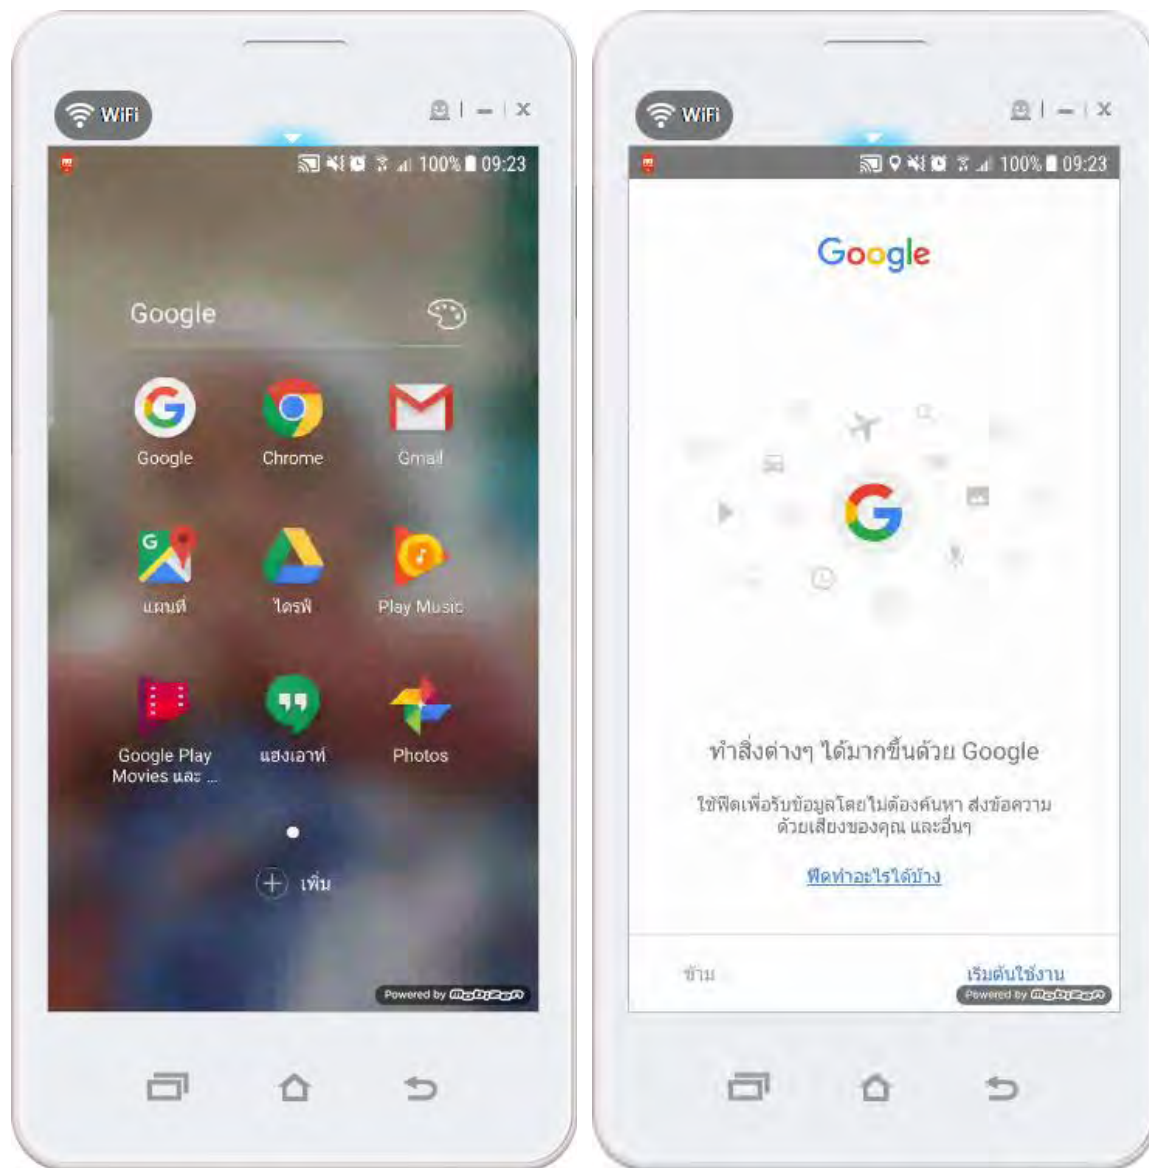 WiFi
100% 09:23
Google
Google
Chrome
Gmail
แผนที่
ไดรฟ์
Play Music
Google Play
Movies และ ...
แฮงเอาท์
Photos
เพิ่ม
Powered by Mobizen
WiFi
100% 09:23
Google
ทำสิ่งต่างๆ ได้มากขึ้นด้วย Google
ใช้ฟีดเพื่อรับข้อมูลโดยไม่ต้องค้นหา ส่งข้อความ
ด้วยเสียงของคุณ และอื่นๆ
ฟีดทำอะไรได้บ้าง
ข้าม
เริ่มต้นใช้งาน
Powered by Mobizen